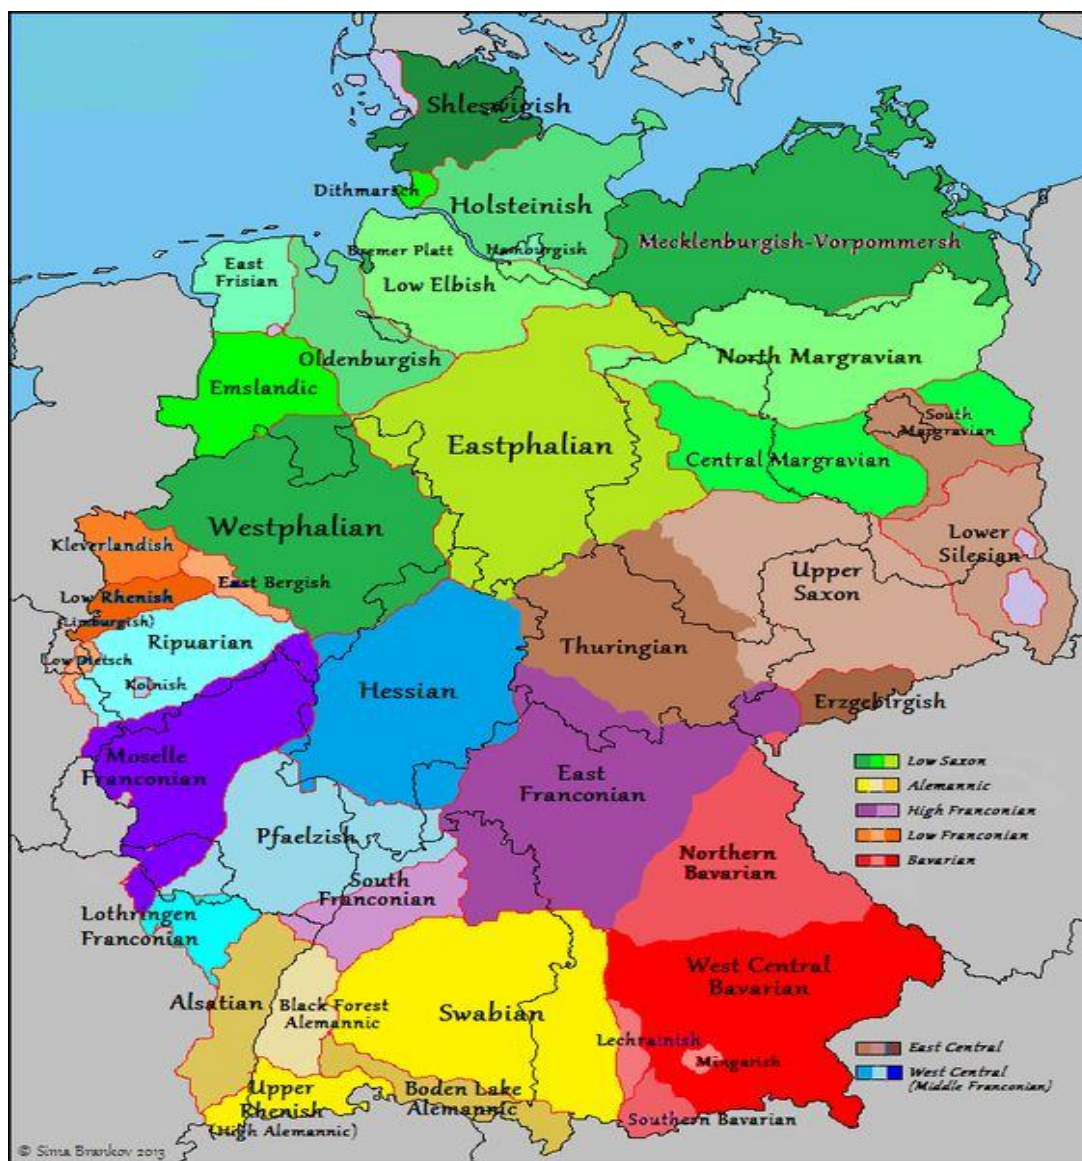 Shleswigish
Dithmarsch
Holsteinish
Mecklenburgish-Vorpommersh
Bremer Platt
Hamburgish
East
Frisian
Low Elbish
Oldenburgish
North Margravian
Emslandic
South
Margravian
Eastphalian
Central Margravian
Westphalian
Kleverlandish
Lower
Silesian
East Bergish
Upper
Saxon
Low Rhenish
(Limburgish)
Ripuarian
Thuringian
Low Dietsch
Kolnish
Hessian
Erzgebirgish
Moselle
Franconian
East
Franconian
Low Saxon
Alemannic
High Franconian
Low Franconian
Bavarian
Pfaelzish
Northern
Bavarian
South
Franconian
Lothringen
Franconian
West Central
Bavarian
Alsatian
Black Forest
Alemannic
Swabian
Lechrainish
Mingarish
East Central
West Central
(Middle Franconian)
Upper
Rhenish
(High Alemannic)
Boden Lake
Alemannic
Southern Bavarian
© Sima Brankov 2013